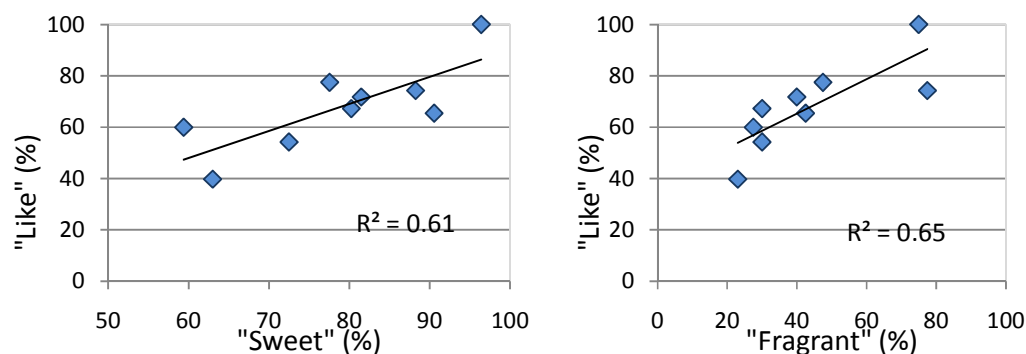 100
80
60
40
20
0
"Like" (%)
50 60 70 80 90 100
"Sweet" (%)
R² = 0.61
100
80
60
40
20
0
"Like" (%)
0 20 40 60 80 100
"Fragrant" (%)
R² = 0.65